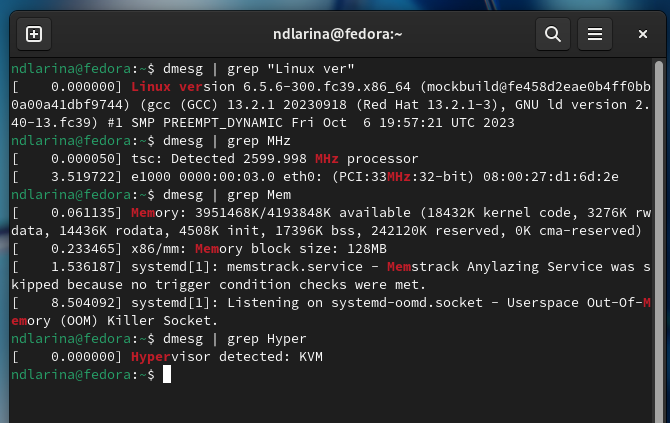 ndlarina@fedora:~
ndlarina@fedora:~$ dmesg | grep "Linux ver"
[    0.000000] Linux version 6.5.6-300.fc39.x86_64 (mockbuild@fe458d2eae0b4ff0bb
0a00a41dbf9744) (gcc (GCC) 13.2.1 20230918 (Red Hat 13.2.1-3), GNU ld version 2.
40-13.fc39) #1 SMP PREEMPT_DYNAMIC Fri Oct  6 19:57:21 UTC 2023
ndlarina@fedora:~$ dmesg | grep MHz
[    0.000050] tsc: Detected 2599.998 MHz processor
[    3.519722] e1000 0000:00:03.0 eth0: (PCI:33MHz:32-bit) 08:00:27:d1:6d:2e
ndlarina@fedora:~$ dmesg | grep Mem
[    0.061135] Memory: 3951468K/4193848K available (18432K kernel code, 3276K rw
data, 14436K rodata, 4508K init, 17396K bss, 242120K reserved, 0K cma-reserved)
[    0.233465] x86/mm: Memory block size: 128MB
[    1.536187] systemd[1]: memstrack.service - Memstrack Anylazing Service was s
kipped because no trigger condition checks were met.
[    8.504092] systemd[1]: Listening on systemd-oomd.socket - Userspace Out-Of-M
emory (OOM) Killer Socket.
ndlarina@fedora:~$ dmesg | grep Hyper
[    0.000000] Hypervisor detected: KVM
ndlarina@fedora:~$